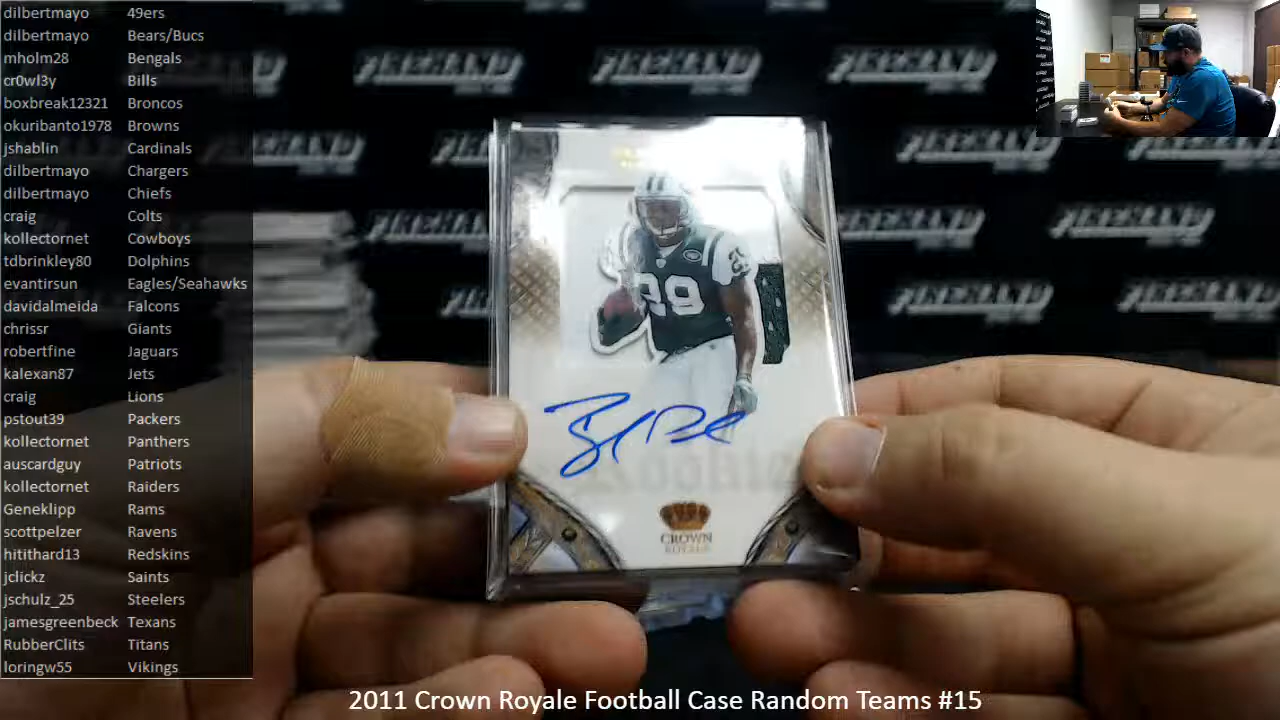 dilbertmayo 49ers
dilbertmayo Bears/Bucs
mholm28 Bengals
cr0wl3y Bills
boxbreak12321 Broncos
okuribanto1978 Browns
jshablin Cardinals
dilbertmayo Chargers
dilbertmayo Chiefs
craig Colts
kollectornet Cowboys
tdbrinkley80 Dolphins
evantirsun Eagles/Seahawks
davidalmeida Falcons
chrissr Giants
robertfine Jaguars
kalexan87 Jets
craig Lions
pstout39 Packers
kollectornet Panthers
auscardguy Patriots
kollectornet Raiders
Geneklipp Rams
scottpelzer Ravens
hitithard13 Redskins
jclickz Saints
jschulz_25 Steelers
jamesgreenbeck Texans
RubberClits Titans
loringw55 Vikings
29
CROWN
ROYALE
2011 Crown Royale Football Case Random Teams #15